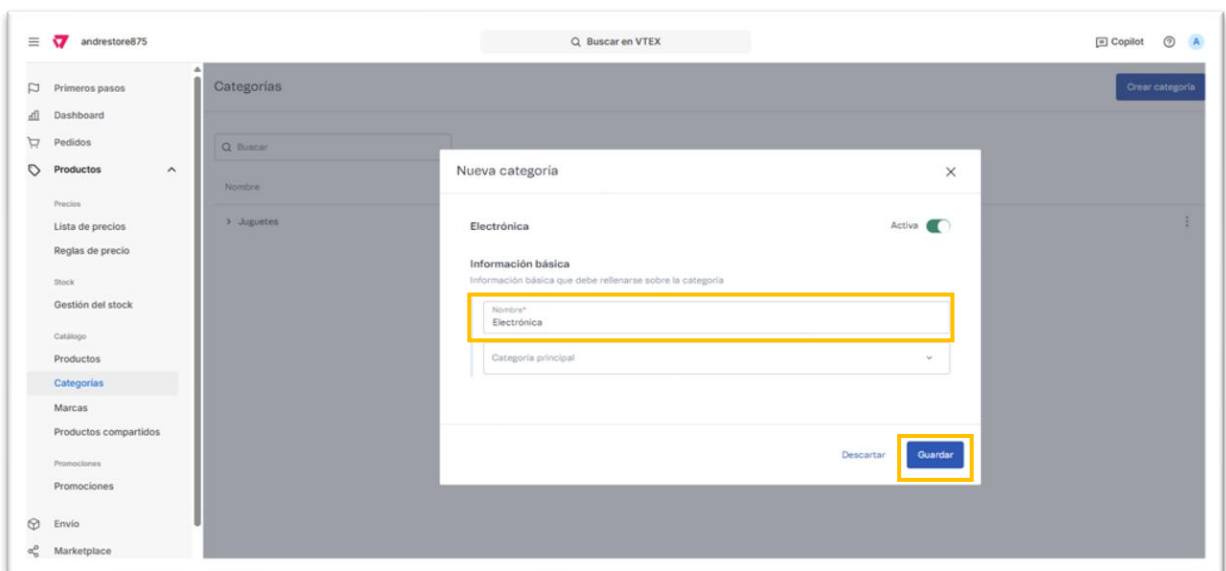 andrestore875
Buscar en VTEX
Copilot
A
Primeros pasos
Dashboard
Pedidos
Productos
Precios
Lista de precios
Reglas de precio
Stock
Gestión del stock
Catálogo
Productos
Categorías
Marcas
Productos compartidos
Promociones
Promociones
Envío
Marketplace
Categorías
Crear categoría
Buscar
Nombre
Juguetes
Nueva categoría
Electrónica
Activa
Información básica
Información básica que debe rellenarse sobre la categoría
Nombre*
Electrónica
Categoría principal
Descartar
Guardar